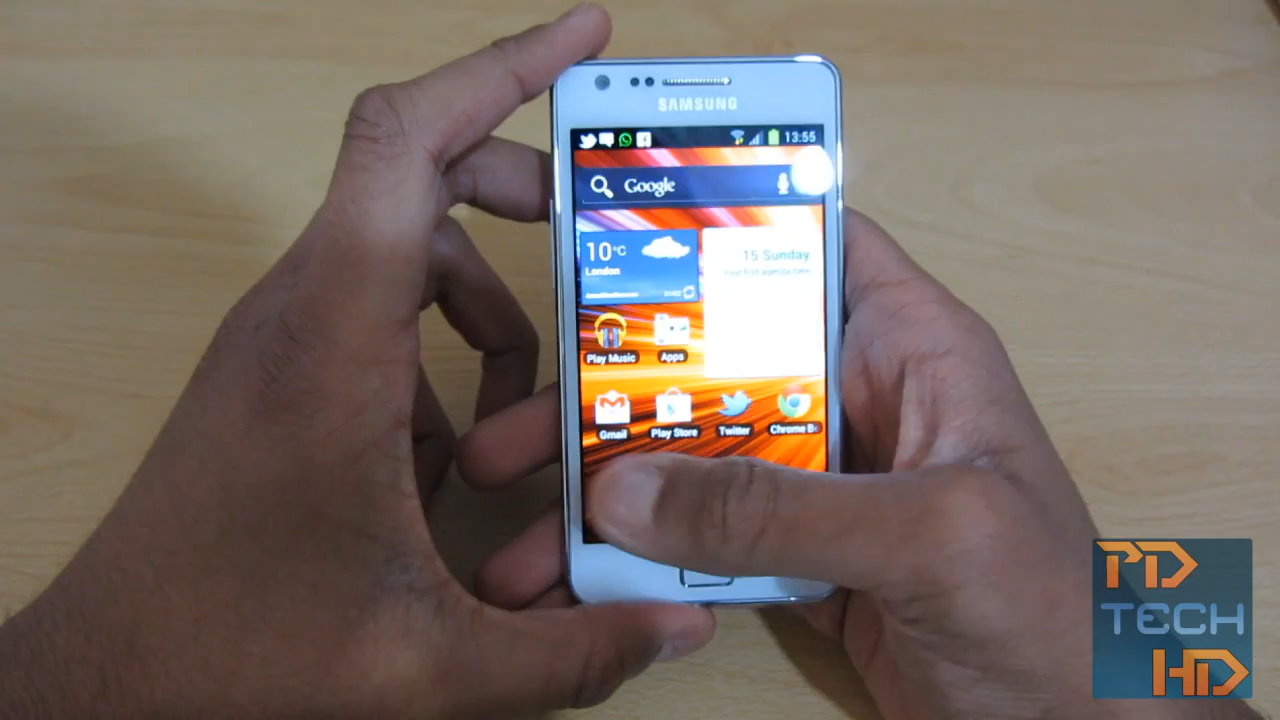 SAMSUNG
13:55
Google
10°C
London
15 Sunday
Play Music
Apps
Gmail
Play Store
Twitter
Chrome B
PD
TECH
HD